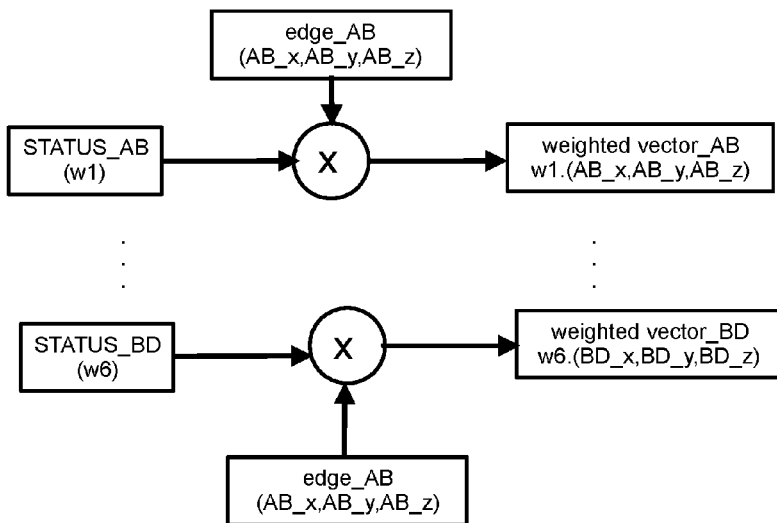 edge_AB
(AB_x,AB_y,AB_z)
STATUS_AB
(w1)
X
weighted vector_AB
w1.(AB_x,AB_y,AB_z)
STATUS_BD
(w6)
X
weighted vector_BD
w6.(BD_x,BD_y,BD_z)
edge_AB
(AB_x,AB_y,AB_z)